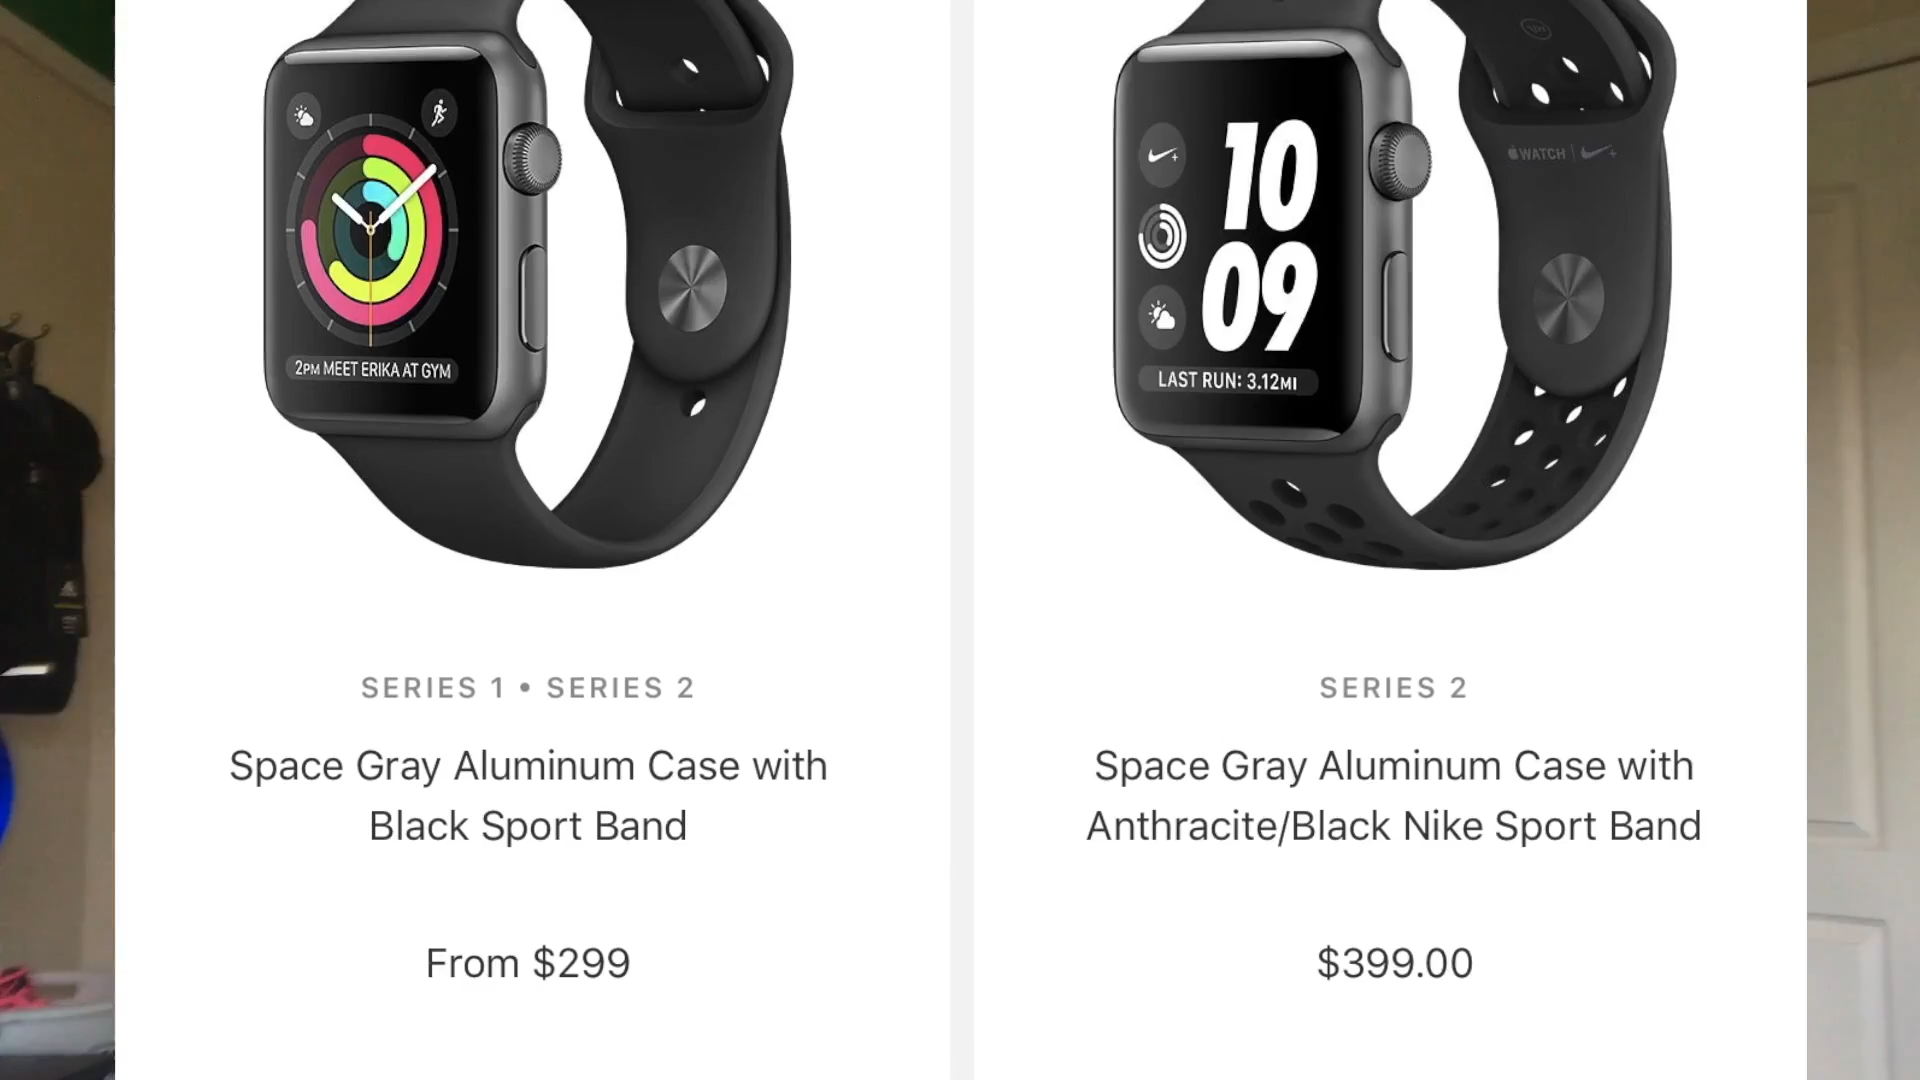 2PM MEET ERIKA AT GYM
10
09
LAST RUN: 3.12MI
WATCH
SERIES 1 • SERIES 2
Space Gray Aluminum Case with
Black Sport Band
From $299
SERIES 2
Space Gray Aluminum Case with
Anthracite/Black Nike Sport Band
$399.00